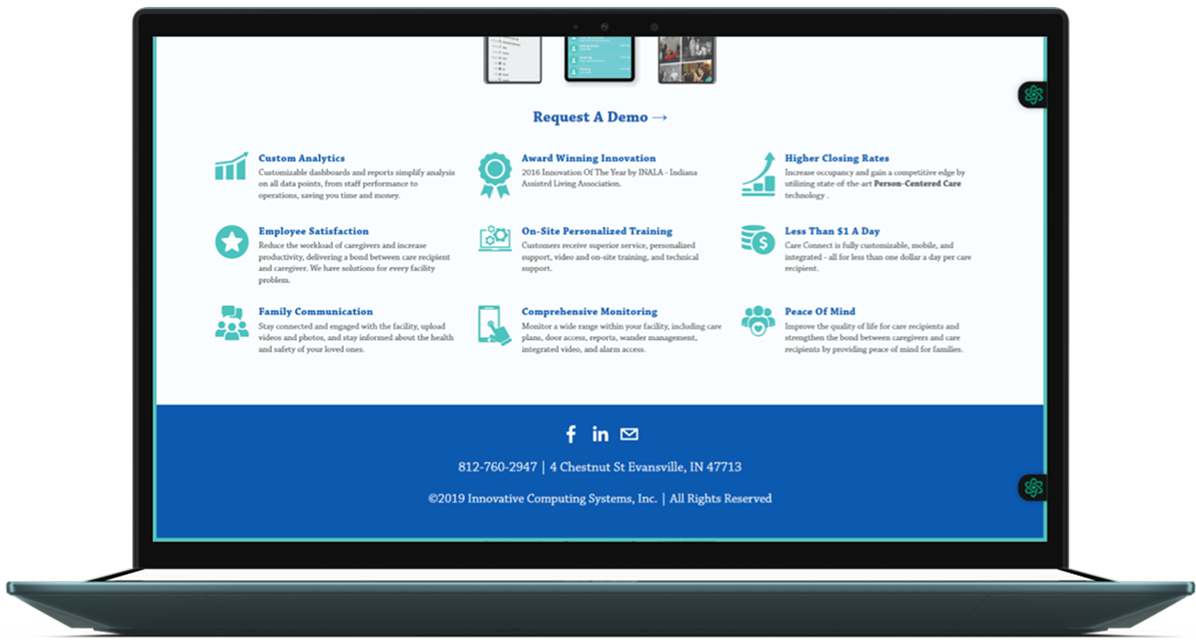 Request A Demo →
Custom Analytics
Customizable dashboards and reports simplify analysis
on all data points, from staff performance to
operations, saving you time and money.
Award Winning Innovation
2016 Innovation Of The Year by INALA - Indiana
Assisted Living Association.
Higher Closing Rates
Increase occupancy and gain a competitive edge by
utilizing state-of-the-art Person-Centered Care
technology .
Employee Satisfaction
Reduce the workload of caregivers and increase
productivity, delivering a bond between care recipient
and caregiver. We have solutions for every facility
problem.
On-Site Personalized Training
Customers receive superior service, personalized
support, video and on-site training, and technical
support.
Less Than $1 A Day
Care Connect is fully customizable, mobile, and
integrated - all for less than one dollar a day per care
recipient.
Family Communication
Stay connected and engaged with the facility, upload
videos and photos, and stay informed about the health
and safety of your loved ones.
Comprehensive Monitoring
Monitor a wide range within your facility, including care
plans, door access, reports, wander management,
integrated video, and alarm access.
Peace Of Mind
Improve the quality of life for care recipients and
strengthen the bond between caregivers and care
recipients by providing peace of mind for families.
812-760-2947 | 4 Chestnut St Evansville, IN 47713
©2019 Innovative Computing Systems, Inc. | All Rights Reserved